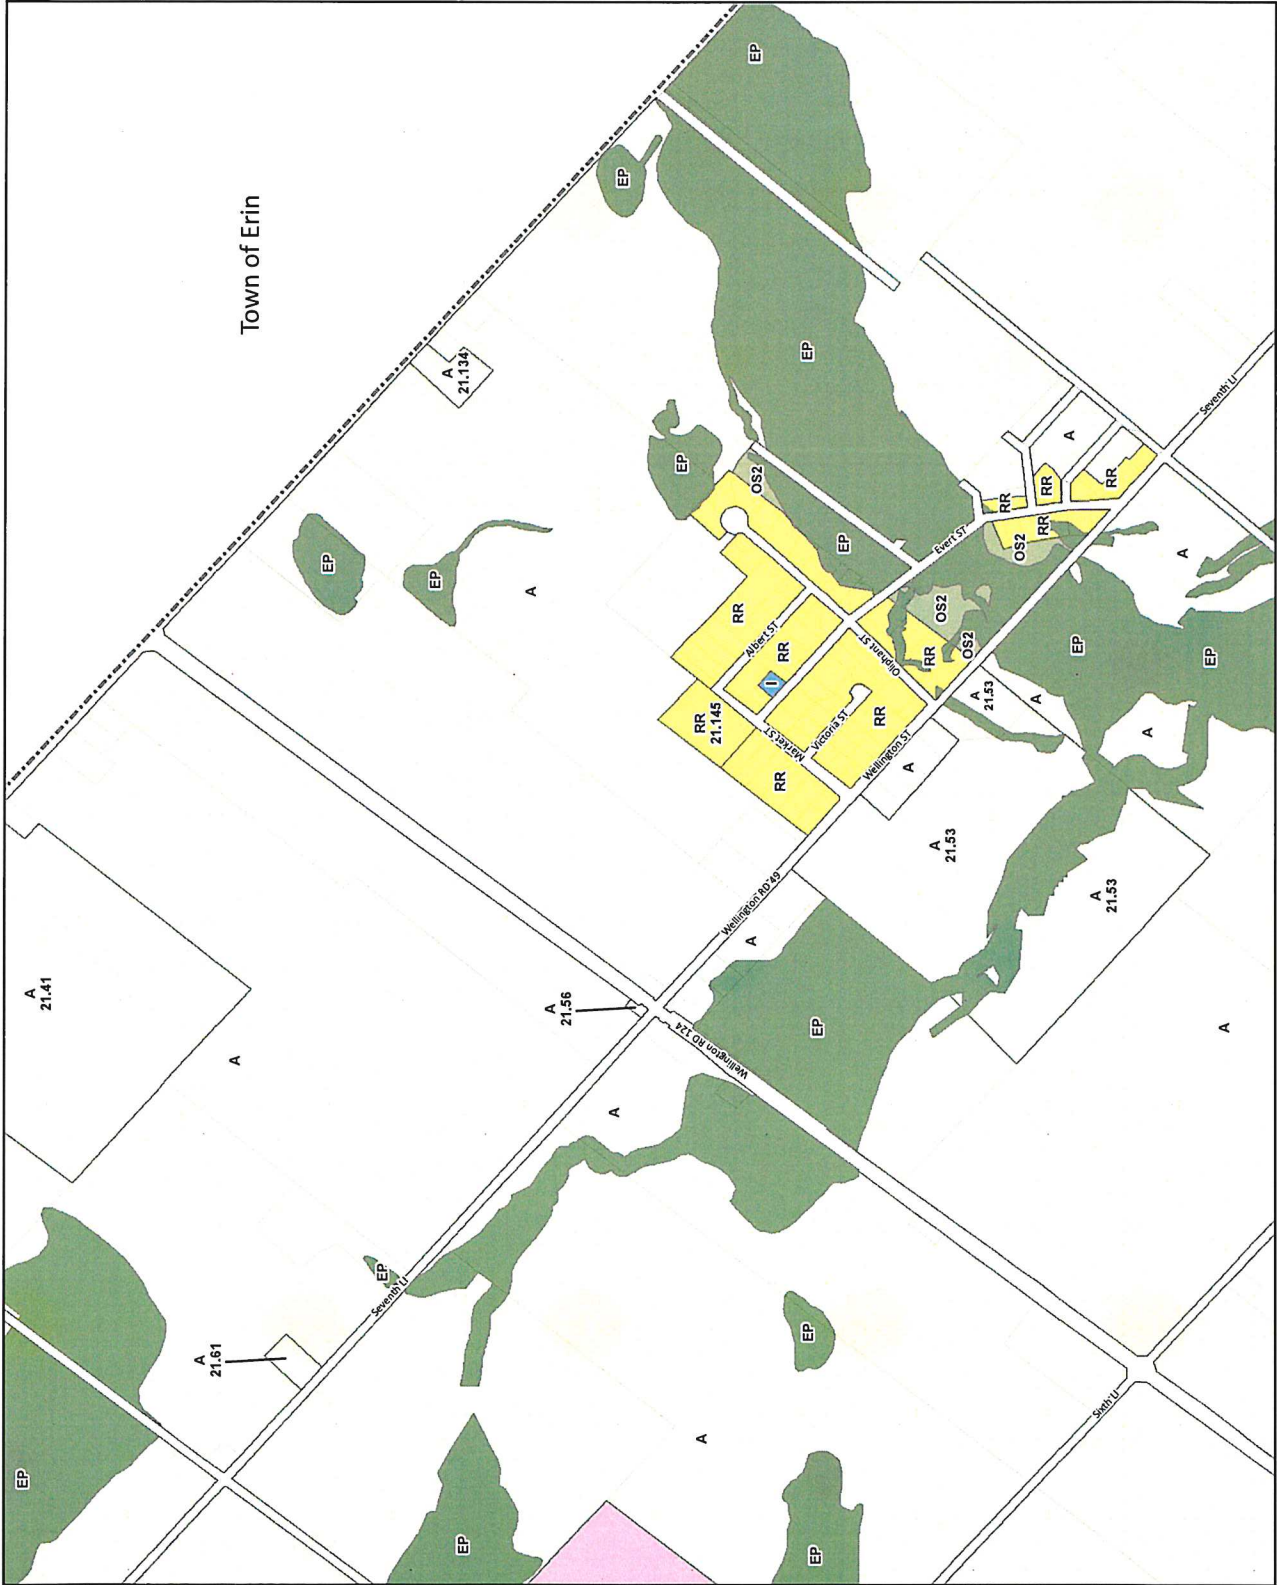 EP
A
21.41
A
21.61
A
Town of Erin
EP
EP
Seventh LI
EP
A
21.134
EP
A
A
21.56
A
EP
EP
A
RR
21.145
Wellington RD 124
RR
Wellington RD 49
A
EP
OS2
Albert ST
I
RR
RR
Market ST
EP
EP
EP
EP
Victoria ST
EP
RR
Oliphant ST
Wellington ST
A
RR
A
21.53
OS2
Evert ST
OS2
A
21.53
RR
OS2
A
RR
RR
A
EP
A
21.53
Sixth LI
RR
A
A
EP
Seventh LI
A